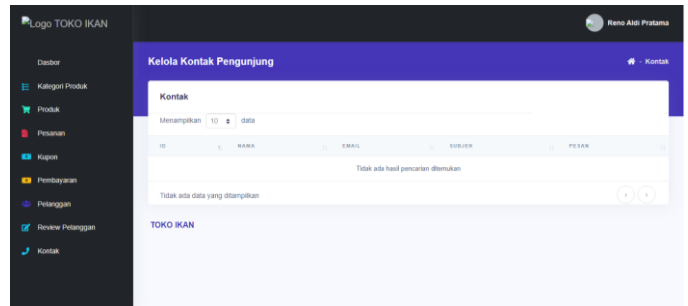 Logo TOKO IKAN
Reno Aldi Pratama
Dasbor
Kategori Produk
Produk
Pesanan
Kupon
Pembayaran
Pelanggan
Review Pelanggan
Kontak
Kelola Kontak Pengunjung
- Kontak
Kontak
Menampilkan 10 data
ID NAMA EMAIL SUBJEK PESAN
Tidak ada hasil pencarian ditemukan
Tidak ada data yang ditampilkan
TOKO IKAN